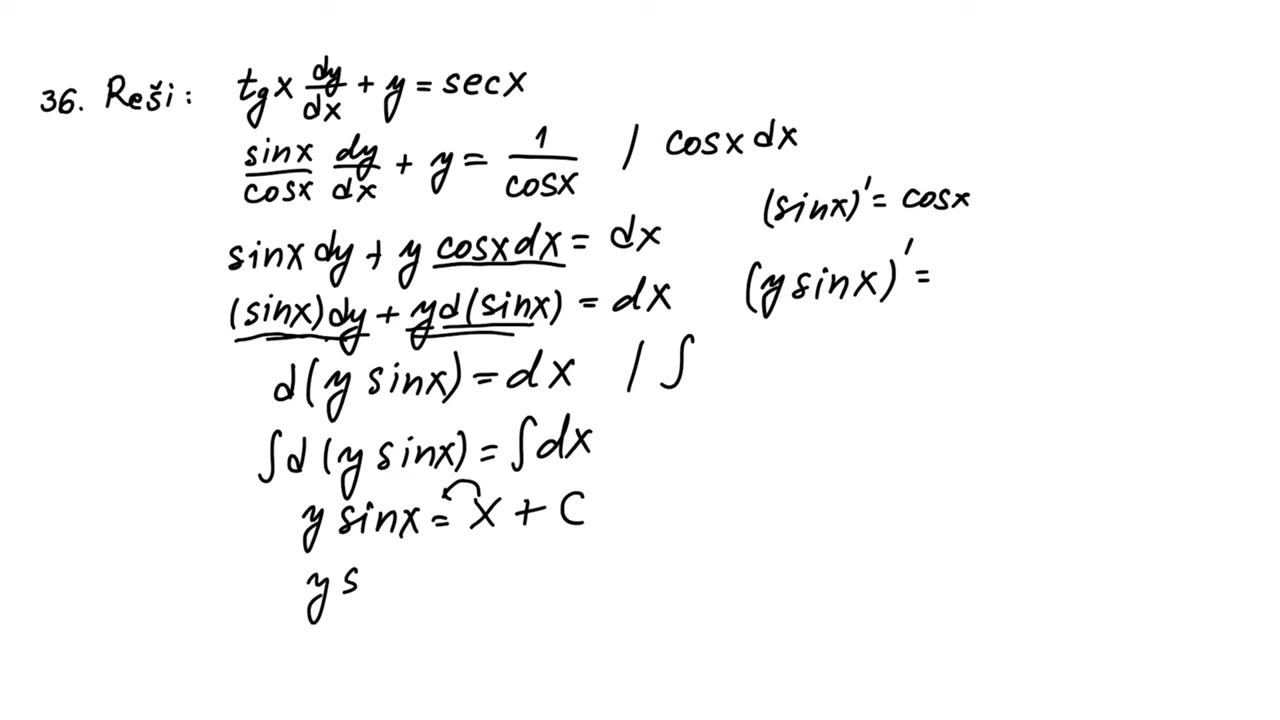 36. Reši: tgx dy/dx + y = secx
sinx/cosx dy/dx + y = 1/cosx / cosx dx
(sinx)' = cosx
sinx dy + y cosx dx = dx
(y sinx)' =
(sinx)dy + yd(sinx) = dx
d(y sinx) = dx / ∫
∫d(y sinx) = ∫dx
y sinx = x + C
y s